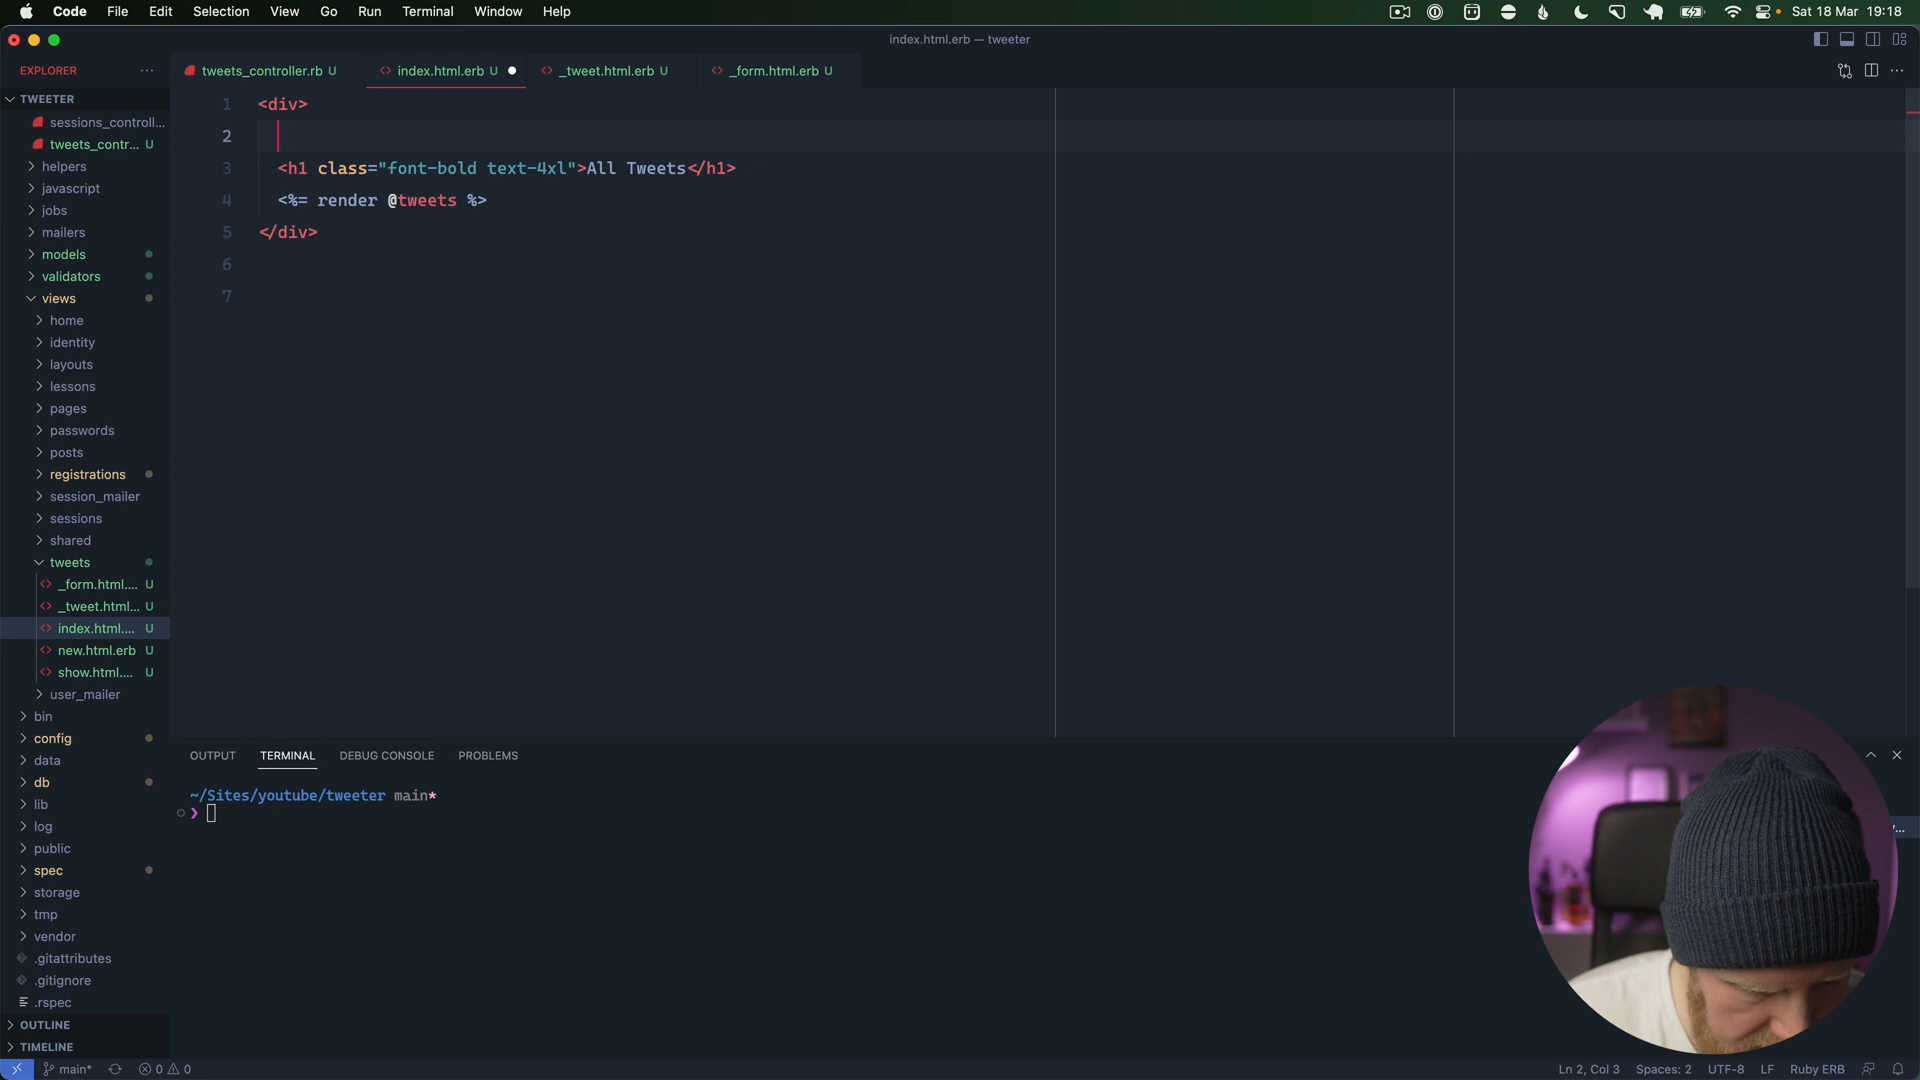 Code File Edit Selection View Go Run Terminal Window Help Sat 18 Mar 19:18
index.html.erb — tweeter
EXPLORER
tweets_controller.rb U index.html.erb U _tweet.html.erb U _form.html.erb U
TWEETER
sessions_controll...
tweets_contr... U
helpers
javascript
jobs
mailers
models
validators
views
home
identity
layouts
lessons
pages
passwords
posts
registrations
session_mailer
sessions
shared
tweets
_form.html.... U
_tweet.html... U
index.html.... U
new.html.erb U
show.html.... U
user_mailer
bin
config
data
db
lib
log
public
spec
storage
tmp
vendor
.gitattributes
.gitignore
.rspec
OUTLINE
TIMELINE
1 <div>
2
3 <h1 class="font-bold text-4xl">All Tweets</h1>
4 <%= render @tweets %>
5 </div>
6
7
OUTPUT TERMINAL DEBUG CONSOLE PROBLEMS
~/Sites/youtube/tweeter main*
❯
main* 0 0 Ln 2, Col 3 Spaces: 2 UTF-8 LF Ruby ERB